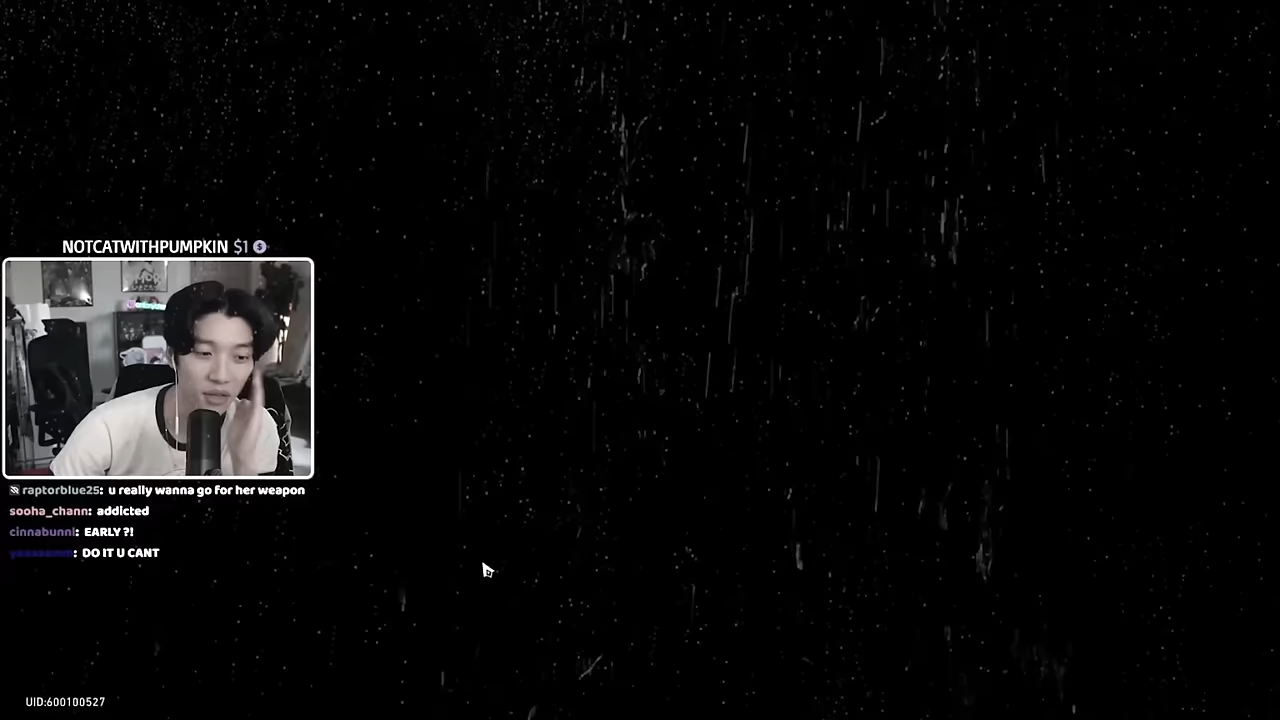 NOTCATWITHPUMPKIN $1
raptorblue25: u really wanna go for her weapon
sooha_chann: addicted
cinnabunni: EARLY ?!
: DO IT U CANT
UID:600100527